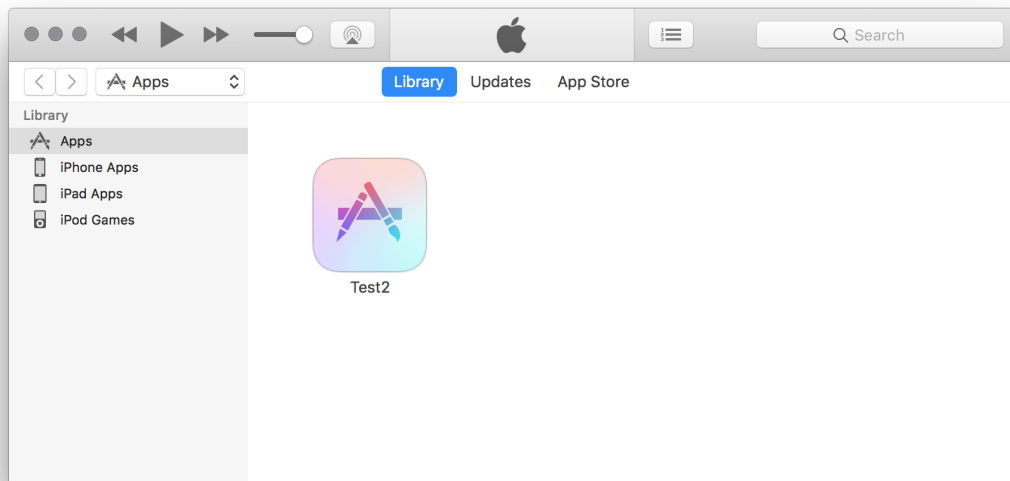 Search
Apps
Library Updates App Store
Library
Apps
iPhone Apps
iPad Apps
iPod Games
Test2